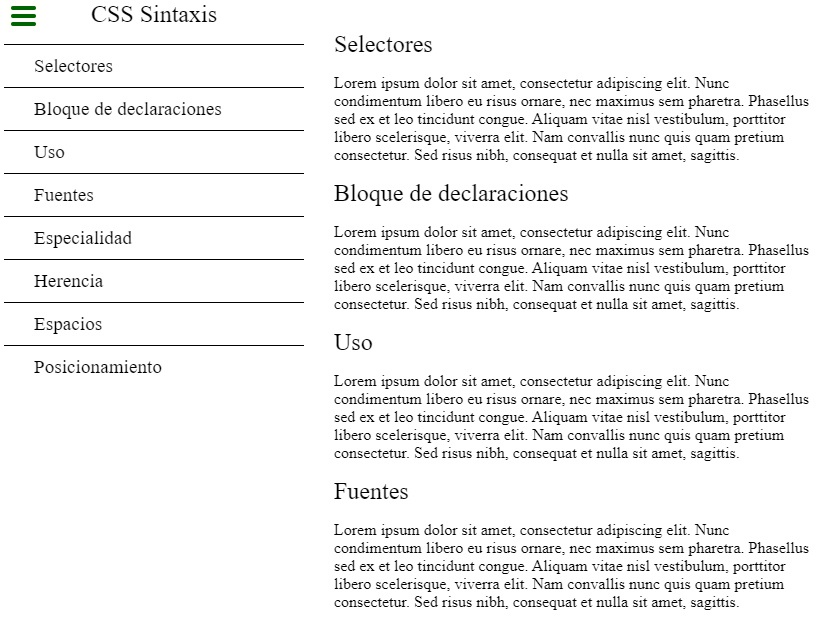 CSS Sintaxis
Selectores
Bloque de declaraciones
Uso
Fuentes
Especialidad
Herencia
Espacios
Posicionamiento
Selectores
Lorem ipsum dolor sit amet, consectetur adipiscing elit. Nunc
condimentum libero eu risus ornare, nec maximus sem pharetra. Phasellus
sed ex et leo tincidunt congue. Aliquam vitae nisl vestibulum, porttitor
libero scelerisque, viverra elit. Nam convallis nunc quis quam pretium
consectetur. Sed risus nibh, consequat et nulla sit amet, sagittis.
Bloque de declaraciones
Lorem ipsum dolor sit amet, consectetur adipiscing elit. Nunc
condimentum libero eu risus ornare, nec maximus sem pharetra. Phasellus
sed ex et leo tincidunt congue. Aliquam vitae nisl vestibulum, porttitor
libero scelerisque, viverra elit. Nam convallis nunc quis quam pretium
consectetur. Sed risus nibh, consequat et nulla sit amet, sagittis.
Uso
Lorem ipsum dolor sit amet, consectetur adipiscing elit. Nunc
condimentum libero eu risus ornare, nec maximus sem pharetra. Phasellus
sed ex et leo tincidunt congue. Aliquam vitae nisl vestibulum, porttitor
libero scelerisque, viverra elit. Nam convallis nunc quis quam pretium
consectetur. Sed risus nibh, consequat et nulla sit amet, sagittis.
Fuentes
Lorem ipsum dolor sit amet, consectetur adipiscing elit. Nunc
condimentum libero eu risus ornare, nec maximus sem pharetra. Phasellus
sed ex et leo tincidunt congue. Aliquam vitae nisl vestibulum, porttitor
libero scelerisque, viverra elit. Nam convallis nunc quis quam pretium
consectetur. Sed risus nibh, consequat et nulla sit amet, sagittis.